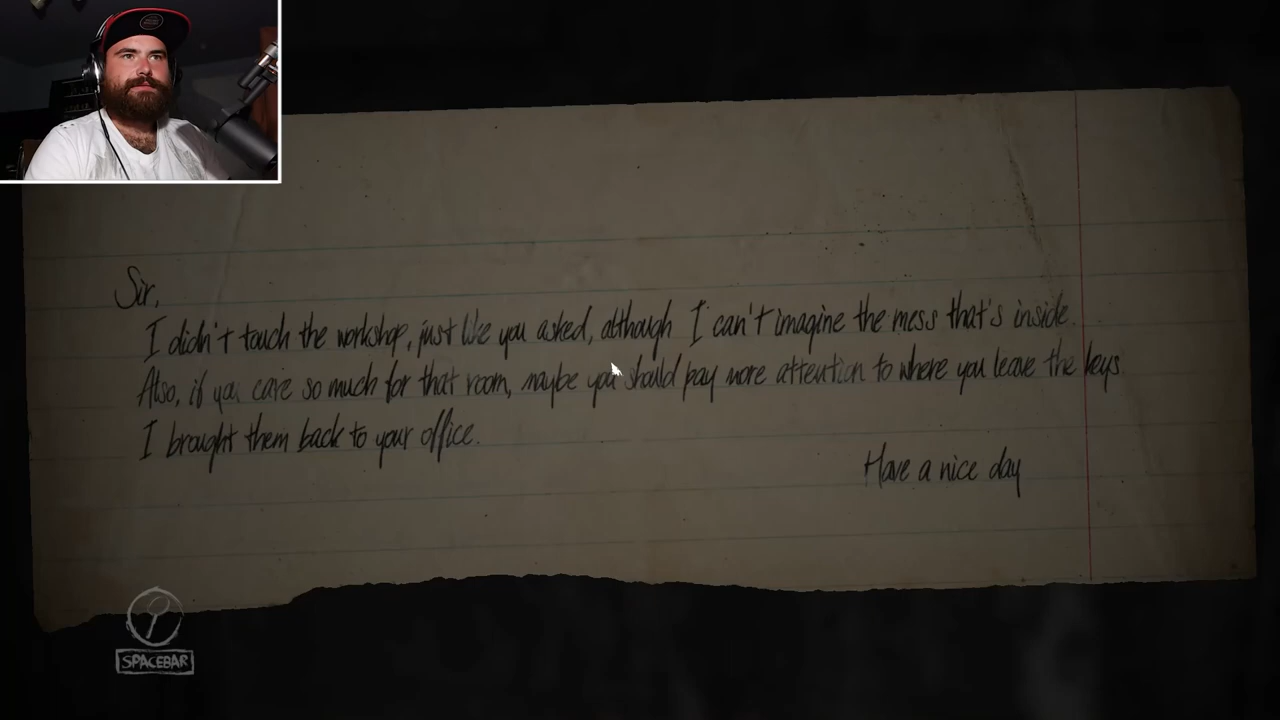 Sir,
I didn't touch the workshop, just like you asked, although I can't imagine the mess that's inside.
Also, if you care so much for that room, maybe you should pay more attention to where you leave the keys.
I brought them back to your office.
Have a nice day
SPACEBAR